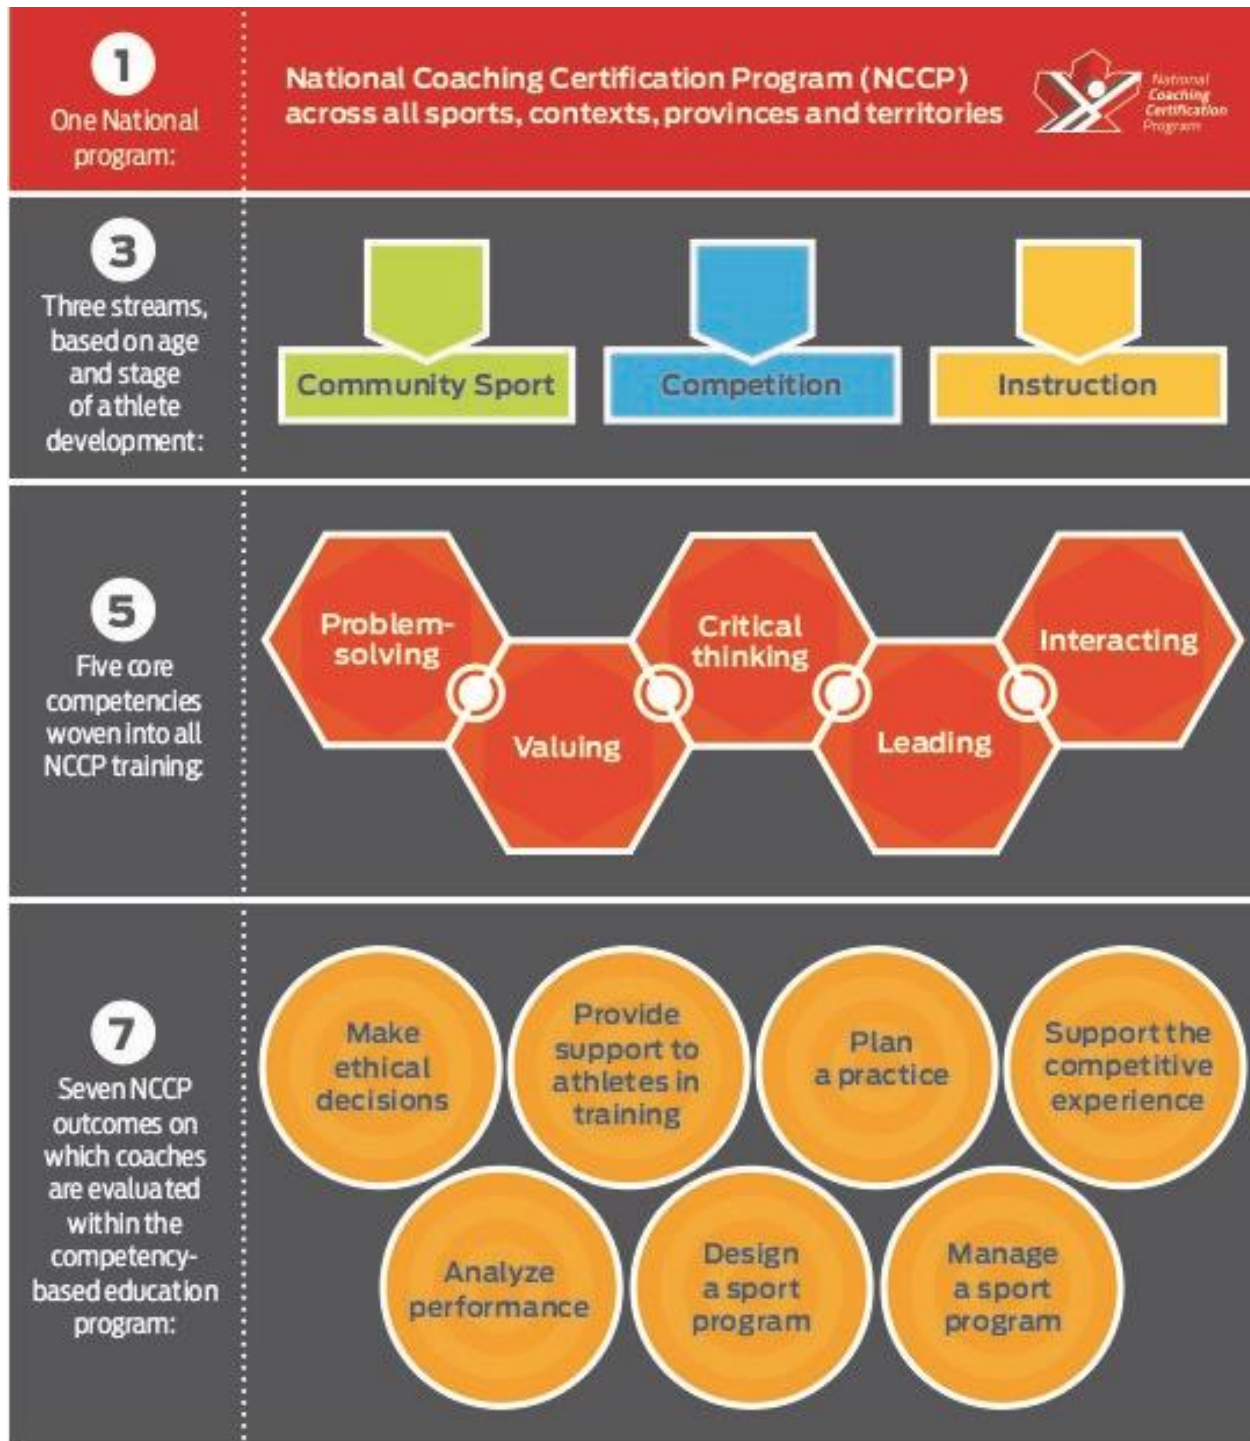 1
One National
program:
National Coaching Certification Program (NCCP)
across all sports, contexts, provinces and territories
National
Coaching
Certification
Program
3
Three streams,
based on age
and stage
of athlete
development:
Community Sport
Competition
Instruction
5
Five core
competencies
woven into all
NCCP training:
Problem-
solving
Valuing
Critical
thinking
Leading
Interacting
7
Seven NCCP
outcomes on
which coaches
are evaluated
within the
competency-
based education
program:
Make
ethical
decisions
Provide
support to
athletes in
training
Plan
a practice
Support the
competitive
experience
Analyze
performance
Design
a sport
program
Manage
a sport
program